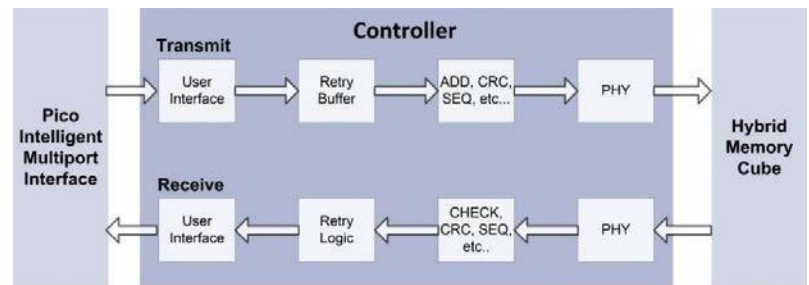 Controller
Transmit
Pico
Intelligent
Multiport
Interface
User
Interface
Retry
Buffer
ADD, CRC,
SEQ, etc...
PHY
Hybrid
Memory
Cube
Receive
User
Interface
Retry
Logic
CHECK,
CRC, SEQ,
etc..
PHY